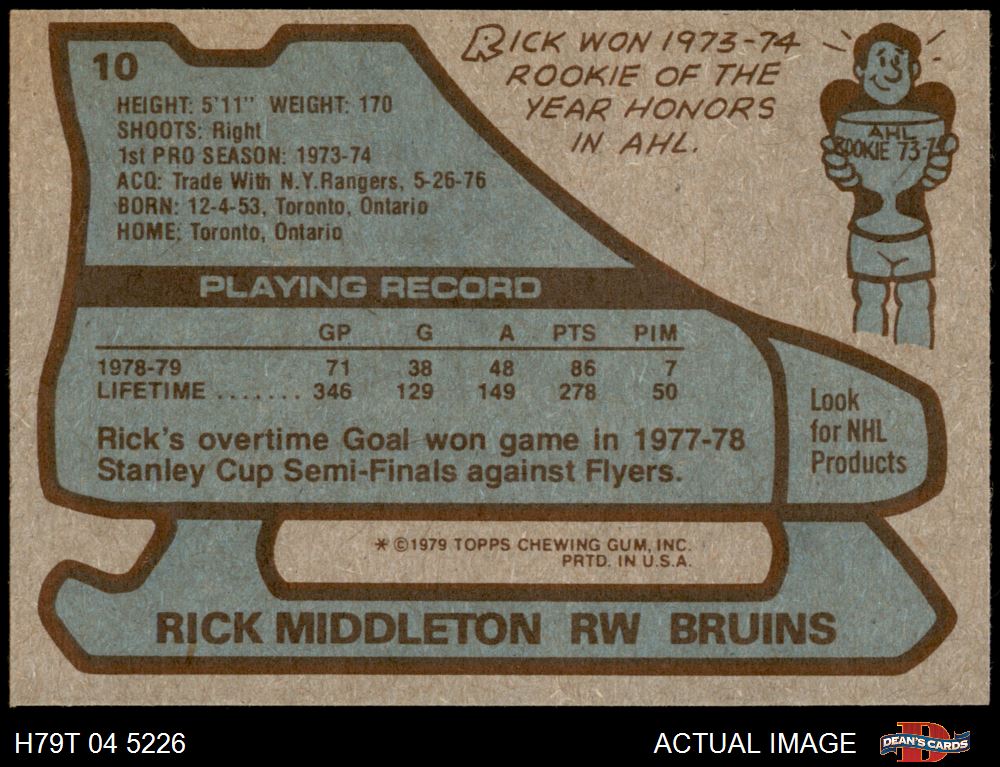 10
HEIGHT: 5'11" WEIGHT: 170
SHOOTS: Right
1st PRO SEASON: 1973-74
ACQ: Trade With N.Y.Rangers, 5-26-76
BORN: 12-4-53, Toronto, Ontario
HOME: Toronto, Ontario
RICK WON 1973-74
ROOKIE OF THE
YEAR HONORS
IN AHL.
AHL
ROOKIE 73-74
PLAYING RECORD
GP G A PTS PIM
1978-79 71 38 48 86 7
LIFETIME ....... 346 129 149 278 50
Rick's overtime Goal won game in 1977-78
Stanley Cup Semi-Finals against Flyers.
Look
for NHL
Products
* ©1979 TOPPS CHEWING GUM, INC.
PRTD. IN U.S.A.
RICK MIDDLETON RW BRUINS
H79T 04 5226
ACTUAL IMAGE
DEAN'S CARDS